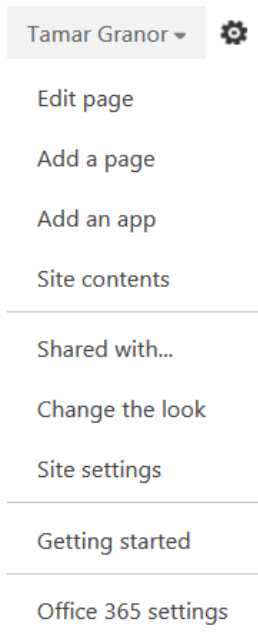 Tamar Granor
Edit page
Add a page
Add an app
Site contents
Shared with...
Change the look
Site settings
Getting started
Office 365 settings